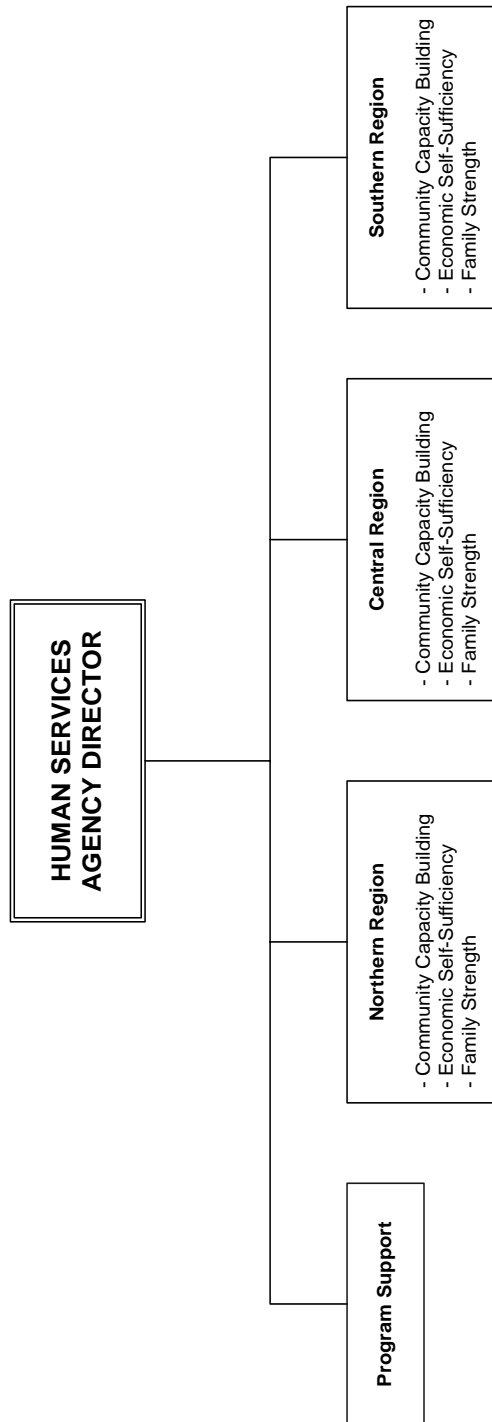 HUMAN SERVICES
AGENCY DIRECTOR
Program Support
Northern Region
- Community Capacity Building
- Economic Self-Sufficiency
- Family Strength
Central Region
- Community Capacity Building
- Economic Self-Sufficiency
- Family Strength
Southern Region
- Community Capacity Building
- Economic Self-Sufficiency
- Family Strength